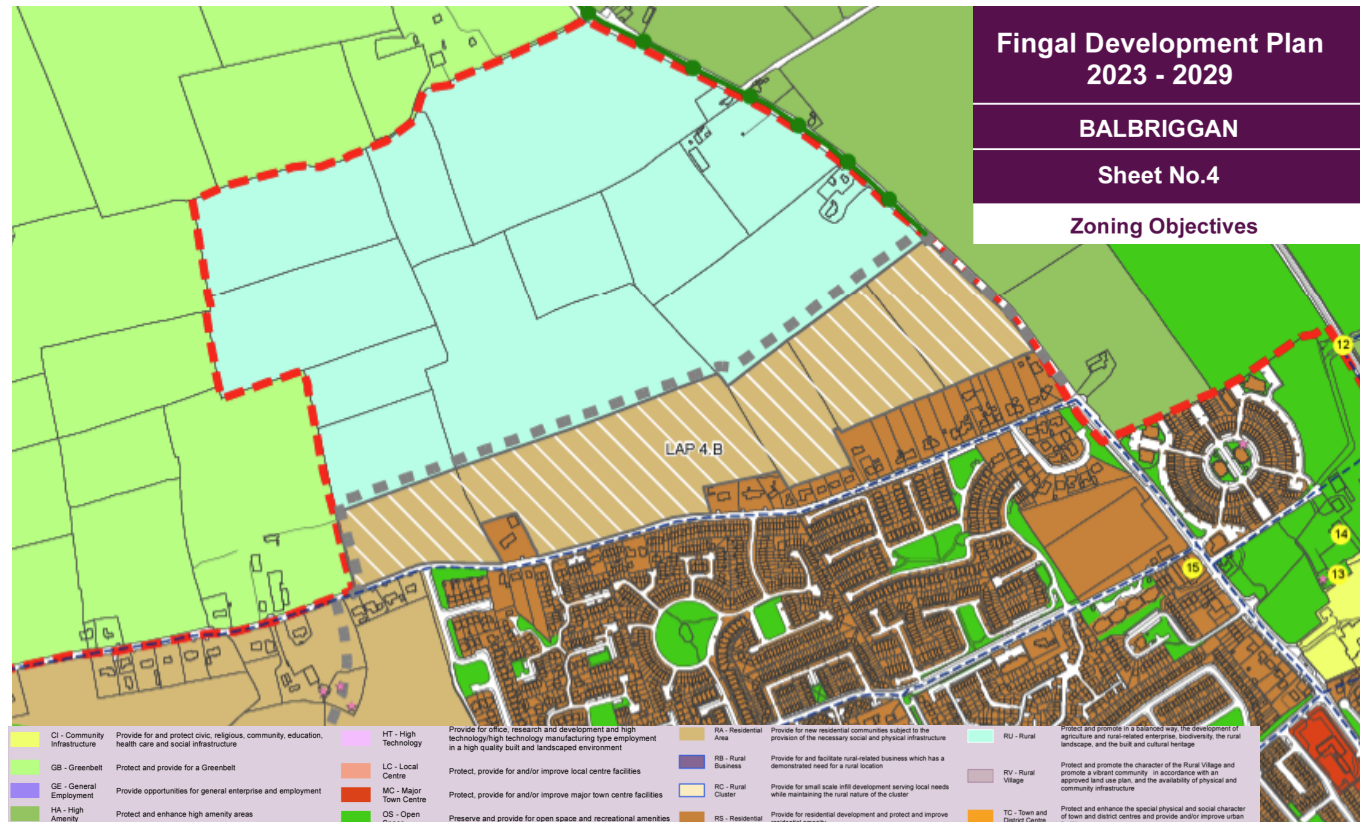 Fingal Development Plan
2023 - 2029
BALBRIGGAN
Sheet No.4
Zoning Objectives
12
LAP 4.B
14
15
13
CI - Community
Infrastructure
Provide for and protect civic, religious, community, education,
health care and social infrastructure
GB - Greenbelt
Protect and provide for a Greenbelt
GE - General
Employment
Provide opportunities for general enterprise and employment
HA - High
Amenity
Protect and enhance high amenity areas
HT - High
Technology
Provide for office, research and development and high
technology/high technology manufacturing type employment
in a high quality built and landscaped environment
LC - Local
Centre
Protect, provide for and/or improve local centre facilities
MC - Major
Town Centre
Protect, provide for and/or improve major town centre facilities
OS - Open
Space
Preserve and provide for open space and recreational amenities
RA - Residential
Area
Provide for new residential communities subject to the
provision of the necessary social and physical infrastructure
RB - Rural
Business
Provide for and facilitate rural-related business which has a
demonstrated need for a rural location
RC - Rural
Cluster
Provide for small scale infill development serving local needs
while maintaining the rural nature of the cluster
RS - Residential
Provide for residential development and protect and improve
residential amenity
RU - Rural
Protect and promote in a balanced way, the development of
agriculture and rural-related enterprise, biodiversity, the rural
landscape, and the built and cultural heritage
RV - Rural
Village
Protect and promote the character of the Rural Village and
promote a vibrant community in accordance with an
approved land use plan, and the availability of physical and
community infrastructure
TC - Town and
District Centre
Protect and enhance the special physical and social character
of town and district centres and provide and/or improve urban